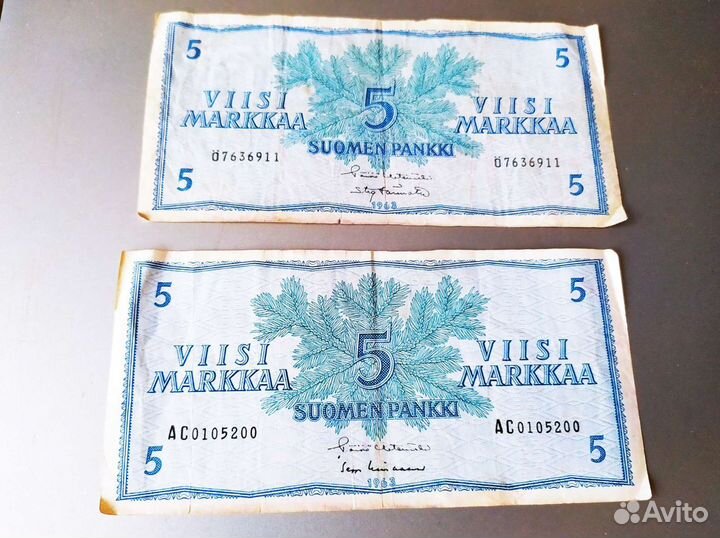 5 5
VIISI 5 VIISI
MARKKAA MARKKAA
SUOMEN PANKKI
Ö7636911 Ö7636911
5 5
1963
5 5
VIISI 5 VIISI
MARKKAA MARKKAA
SUOMEN PANKKI
AC0105200 AC0105200
5 5
1963
Avito